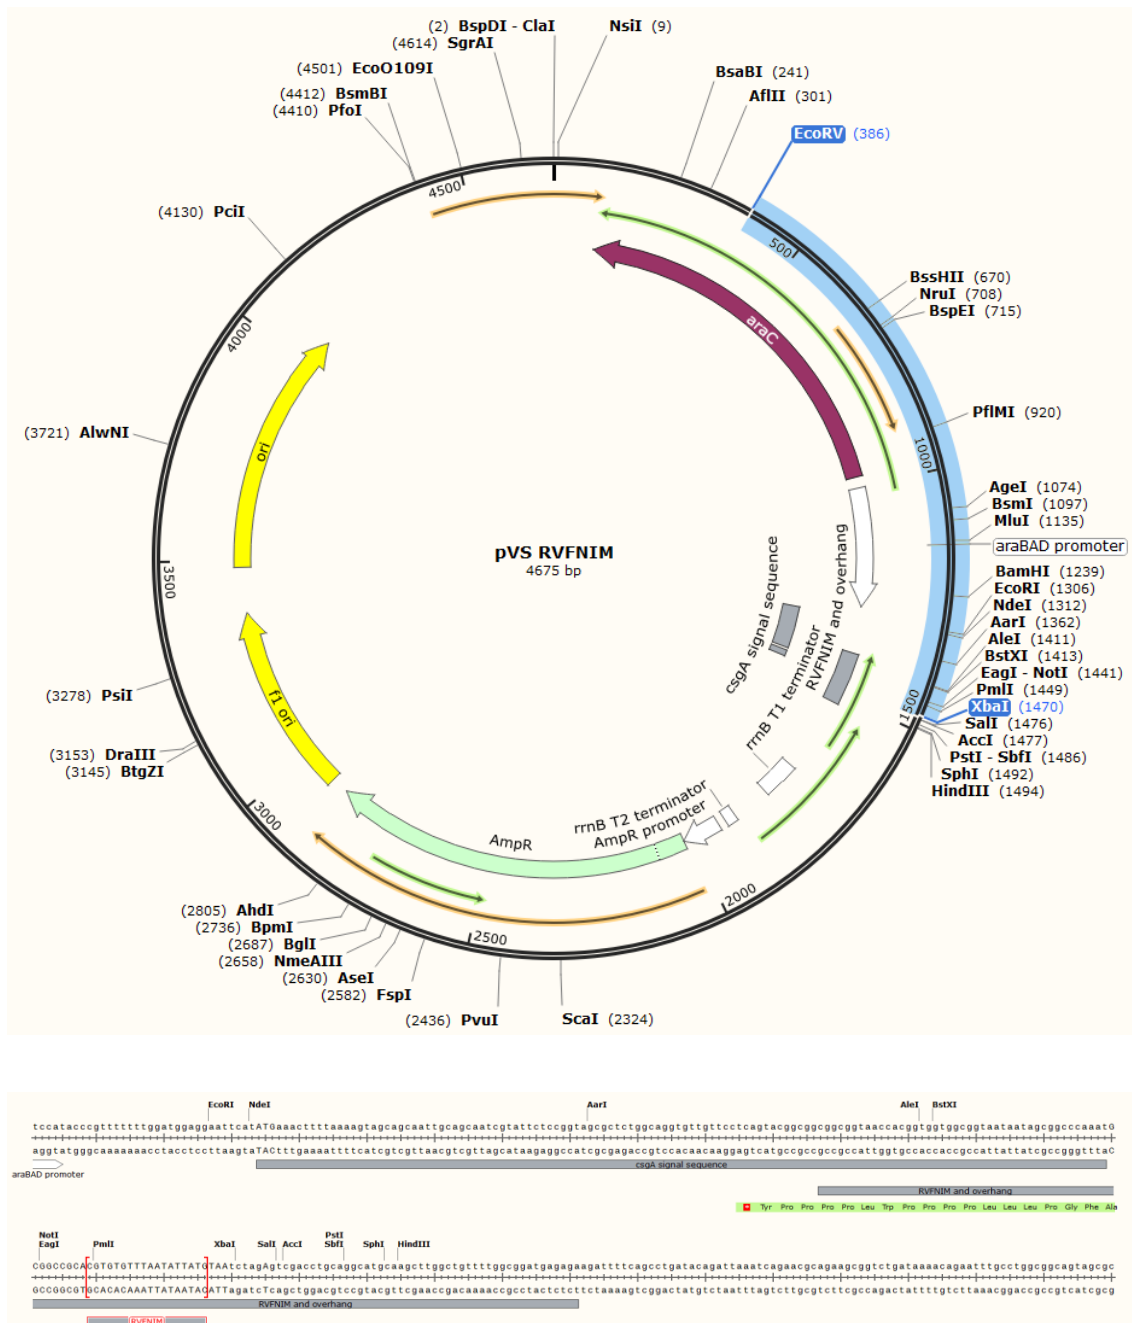 (2) BspDI - ClaI
NsiI (9)
(4614) SgrAI
(4501) EcoO109I
BsaBI (241)
(4412) BsmBI
AflII (301)
(4410) PfoI
EcoRV (386)
4500
(4130) PciI
500
BssHII (670)
NruI (708)
BspEI (715)
araC
4000
PflMI (920)
(3721) AlwNI
ori
1000
AgeI (1074)
BsmI (1097)
MluI (1135)
araBAD promoter
pVS RVFNIM
4675 bp
BamHI (1239)
EcoRI (1306)
NdeI (1312)
AarI (1362)
AleI (1411)
BstXI (1413)
EagI - NotI (1441)
PmlI (1449)
XbaI (1470)
SalI (1476)
AccI (1477)
PstI - SbfI (1486)
SphI (1492)
HindIII (1494)
3500
csgA signal sequence
RVFNIM and overhang
rrnB T1 terminator
1500
(3278) PsiI
f1 ori
(3153) DraIII
(3145) BtgZI
3000
rrnB T2 terminator
AmpR promoter
AmpR
2000
(2805) AhdI
(2736) BpmI
(2687) BglI
(2658) NmeAIII
(2630) AseI
(2582) FspI
2500
(2436) PvuI
ScaI (2324)
EcoRI NdeI AarI AleI BstXI
tccatacccgtttttttggatggaggaattcatATGaaacttttaaaagtagcagcaattgcagcaatcgtattctccggtagcgctctggcaggtgttgttcctcagtacggcggcggcggtaaccacggtggtggcggtaataatagcggcccaaatG
aggtatgggcaaaaaaacctacctccttaagtaTACtttgaaaattttcatcgtcgttaacgtcgttagcataagaggccatcgcgagaccgtccacaacaaggagtcatgccgccgccgccattggtgccaccaccgccattattatcgccgggtttaC
araBAD promoter
csgA signal sequence
RVFNIM and overhang
Tyr Pro Pro Pro Pro Leu Trp Pro Pro Pro Pro Leu Leu Leu Pro Gly Phe Ala
NotI
EagI PmlI XbaI SalI AccI PstI
SbfI SphI HindIII
CGGCCGCACGTGTGTTTAATATTATGTAAtctagAgtcgacctgcaggcatgcaagcttggctgttttggcggatgagagaagattttcagcctgatacagattaaatcagaacgcagaagcggtctgataaaacagaatttgcctggcggcagtagcgc
GCCGGCGTGCACACAAATTATAATACATTagatcTcagctggacgtccgtacgttcgaaccgacaaaaccgcctactctcttctaaaagtcggactatgtctaatttagtcttgcgtcttcgccagactattttgtcttaaacggaccgccgtcatcgcg
RVFNIM and overhang
RVFNIM